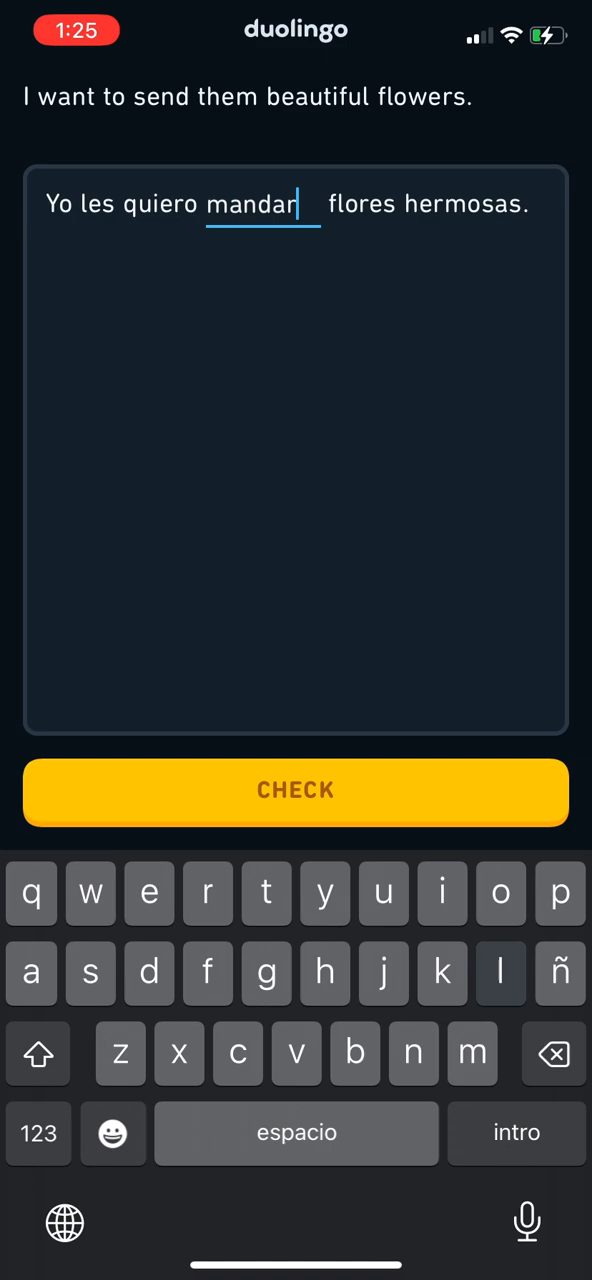 1:25
duolingo
I want to send them beautiful flowers.
Yo les quiero mandar flores hermosas.
CHECK
q w e r t y u i o p
a s d f g h j k l ñ
z x c v b n m
123 espacio intro